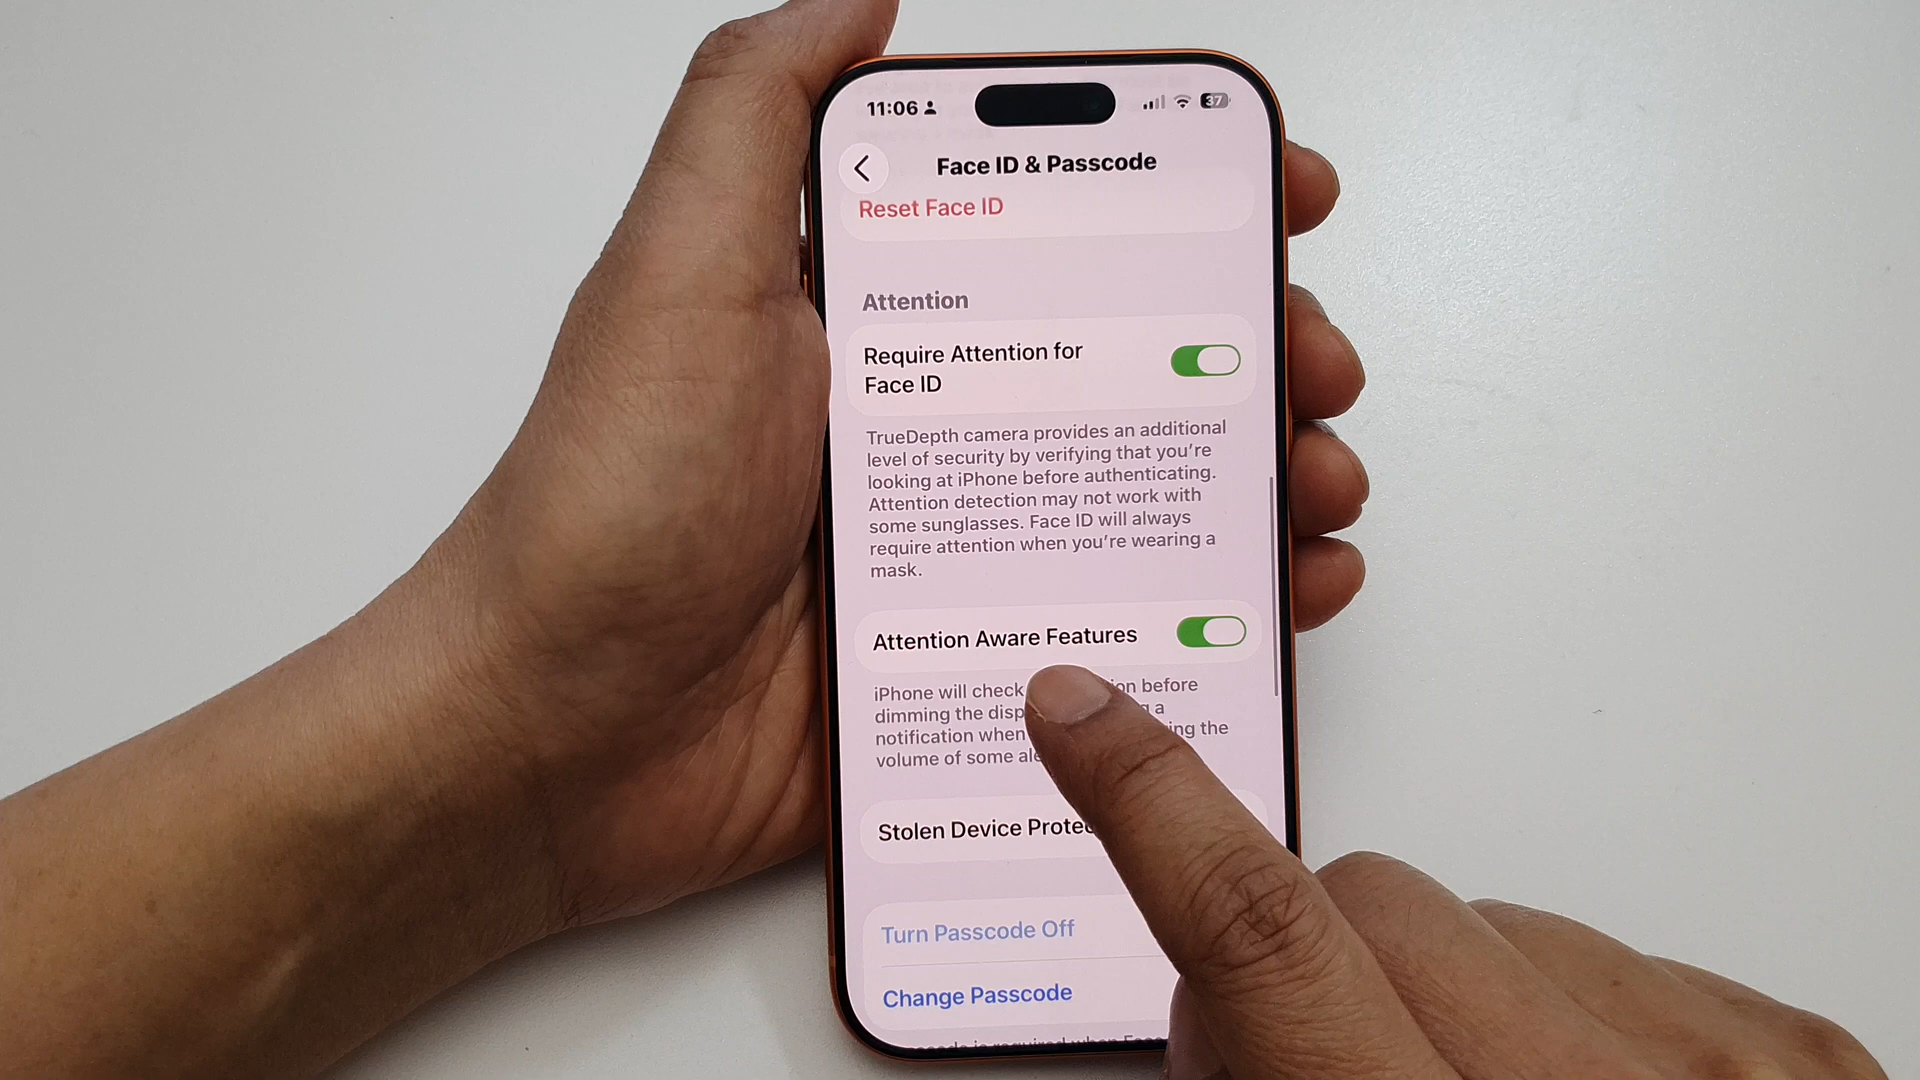 11:06
37
Face ID & Passcode
Reset Face ID
Attention
Require Attention for
Face ID
TrueDepth camera provides an additional
level of security by verifying that you're
looking at iPhone before authenticating.
Attention detection may not work with
some sunglasses. Face ID will always
require attention when you're wearing a
mask.
Attention Aware Features
iPhone will check before
dimming the a
notification when the
volume of some
Stolen Device
Turn Passcode Off
Change Passcode